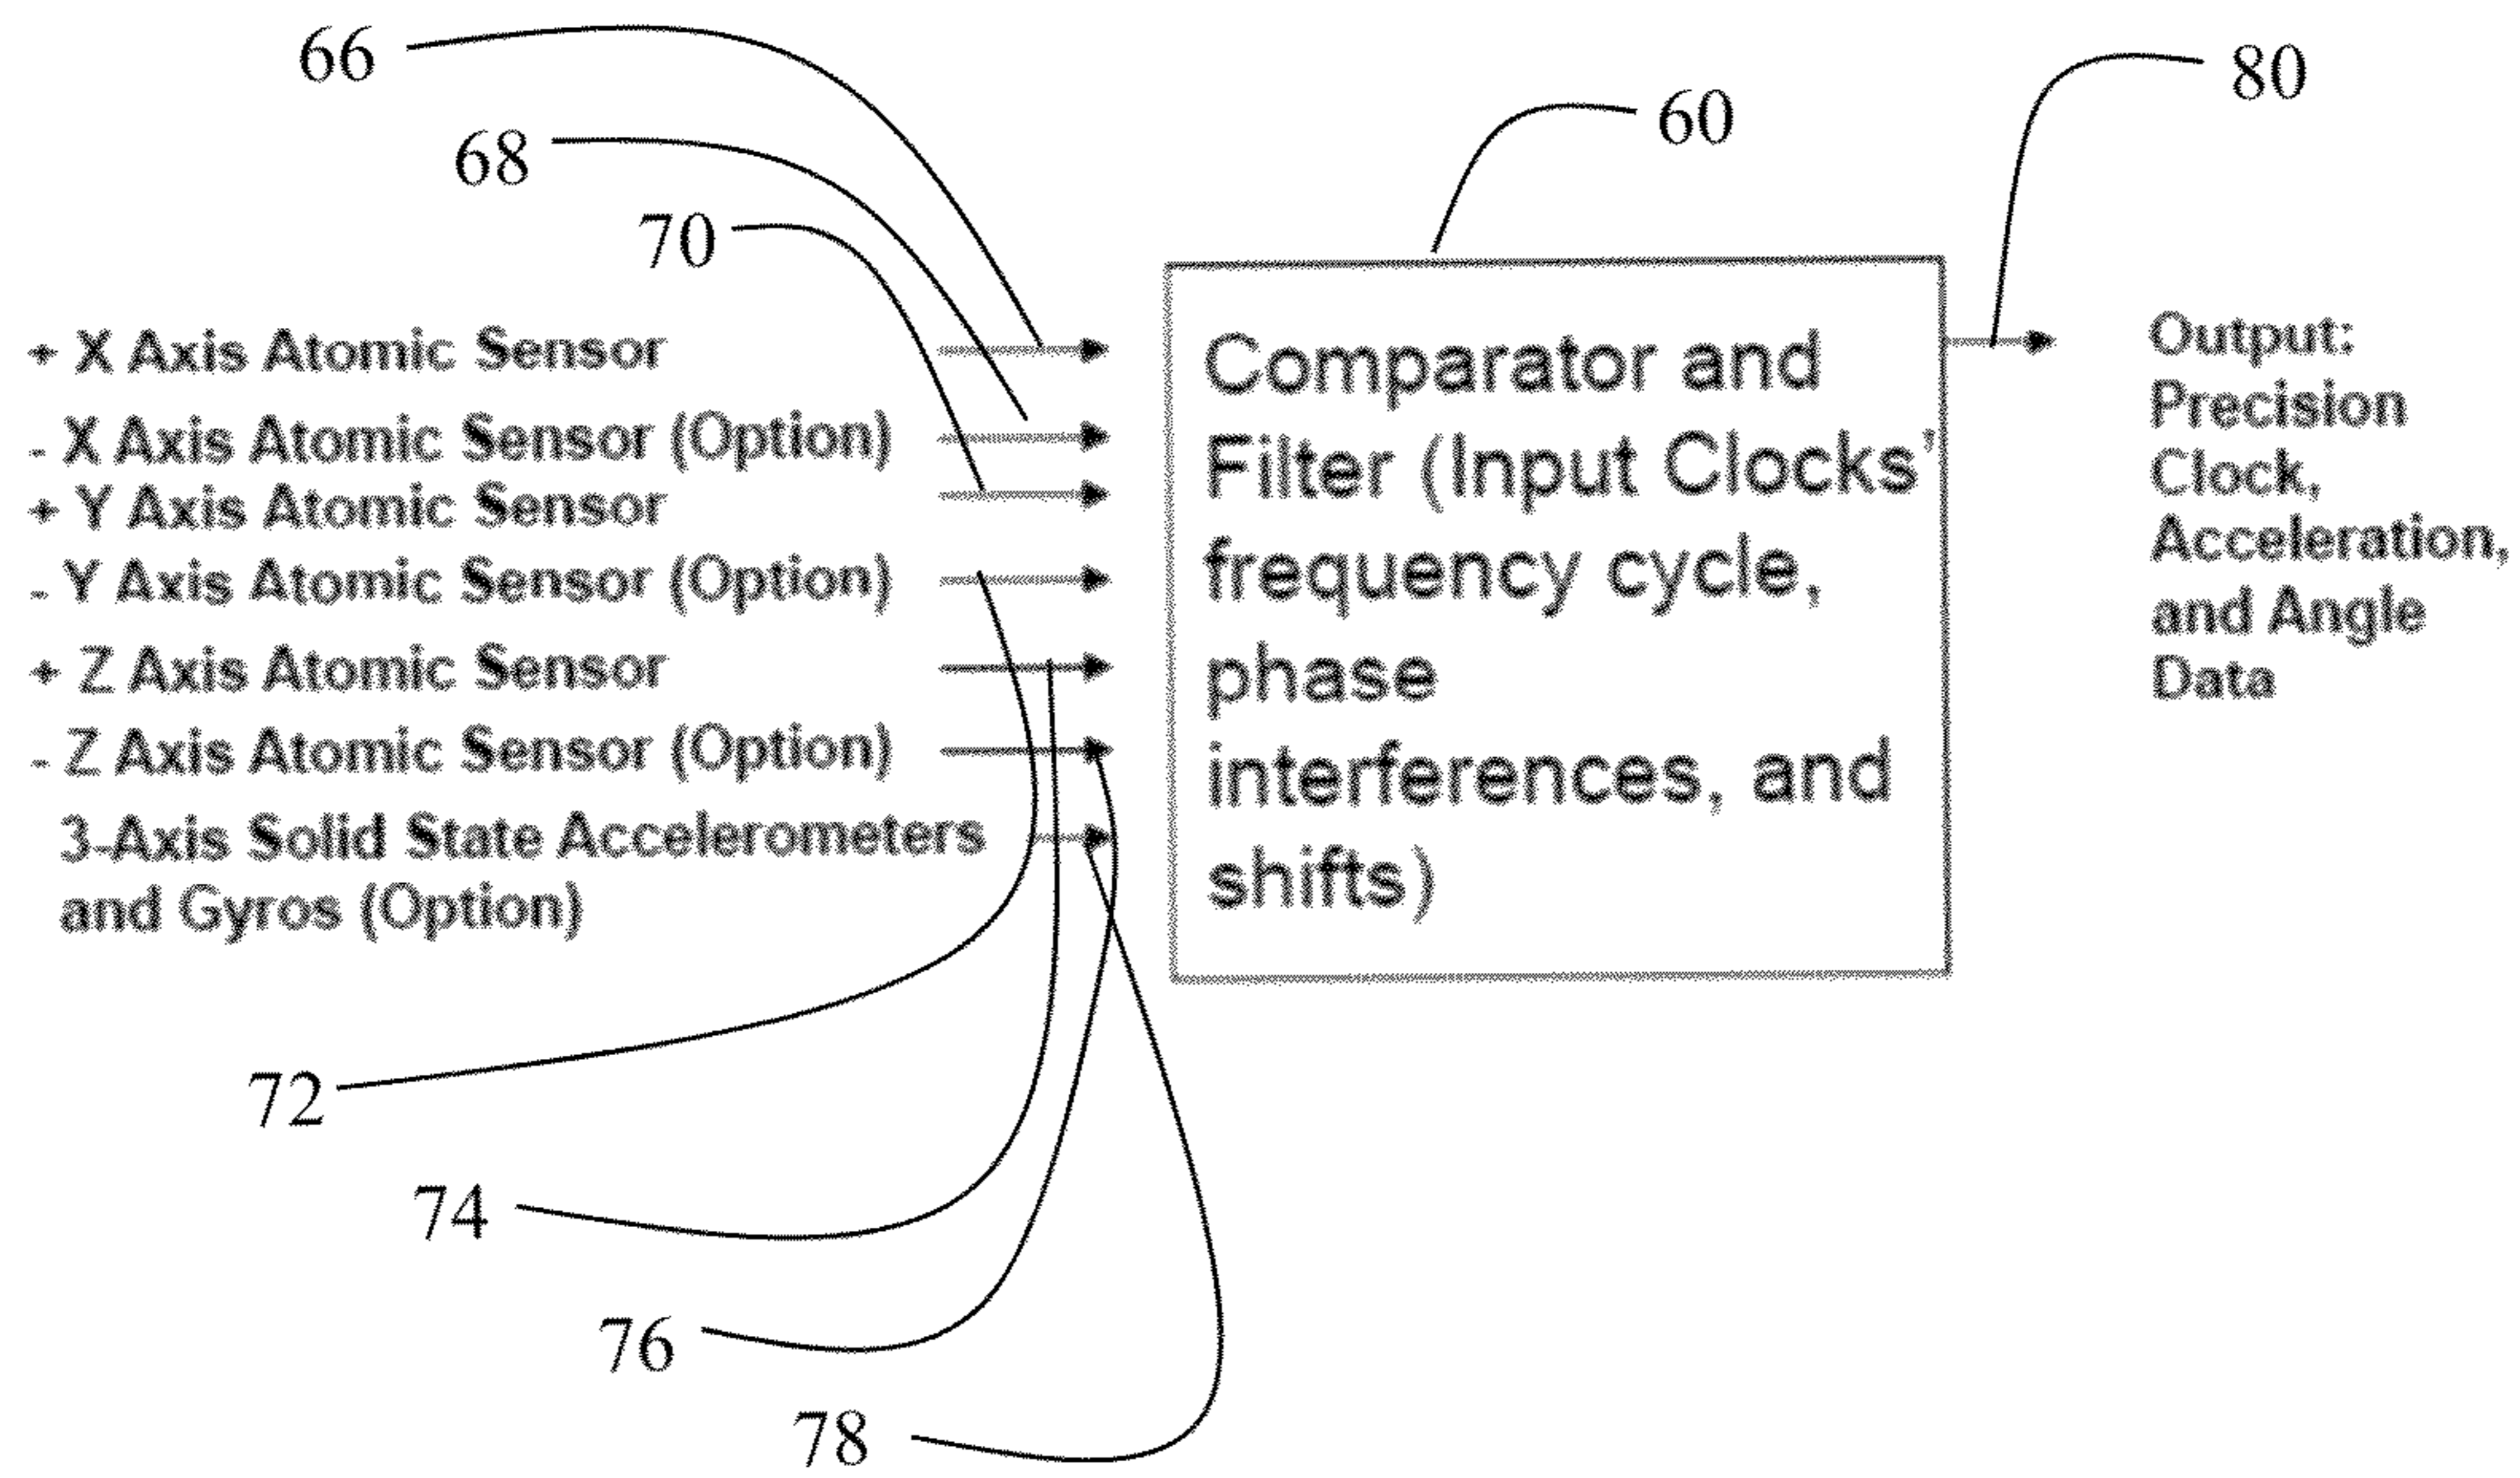 66
68
70
60
80
+ X Axis Atomic Sensor
- X Axis Atomic Sensor (Option)
+ Y Axis Atomic Sensor
- Y Axis Atomic Sensor (Option)
+ Z Axis Atomic Sensor
- Z Axis Atomic Sensor (Option)
3-Axis Solid State Accelerometers
and Gyros (Option)
Comparator and
Filter (Input Clocks'
frequency cycle,
phase
interferences, and
shifts)
Output:
Precision
Clock,
Acceleration,
and Angle
Data
72
74
76
78